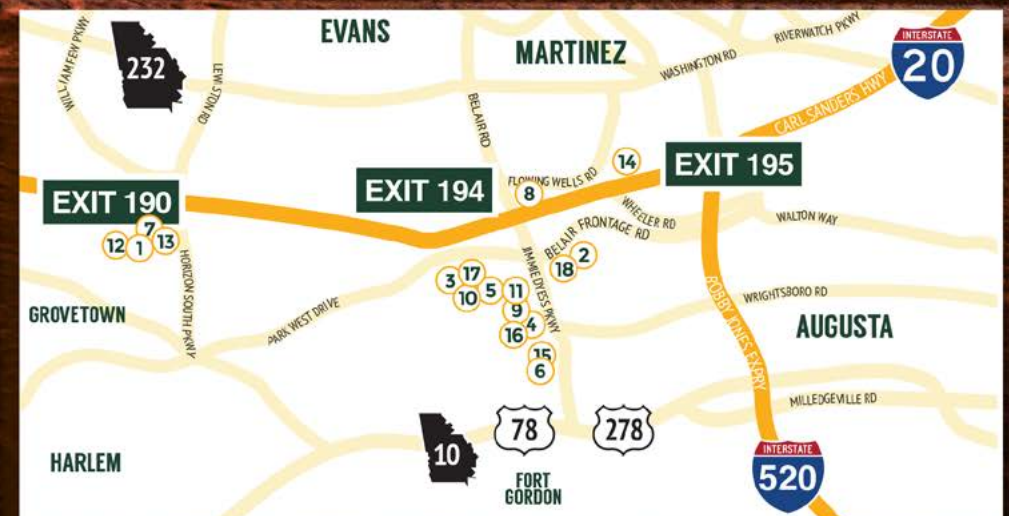 EVANS
MARTINEZ
232
WILLIAM FEW PKWY
LEWISTON RD
BELAIR RD
WASHINGTON RD
RIVERWATCH PKWY
INTERSTATE
20
CARL SANDERS HWY
EXIT 190
EXIT 194
EXIT 195
FLOWING WELLS RD
14
8
7
12
1
13
WHEELER RD
WALTON WAY
BELAIR FRONTAGE RD
2
18
JIMMIE DYESS PKWY
HORIZON SOUTH PKWY
3
17
10
5
11
9
4
16
15
6
GROVETOWN
PARK WEST DRIVE
WRIGHTSBORO RD
AUGUSTA
BOBBY JONES EXPRY
MILLEDGEVILLE RD
HARLEM
10
78
278
FORT
GORDON
INTERSTATE
520